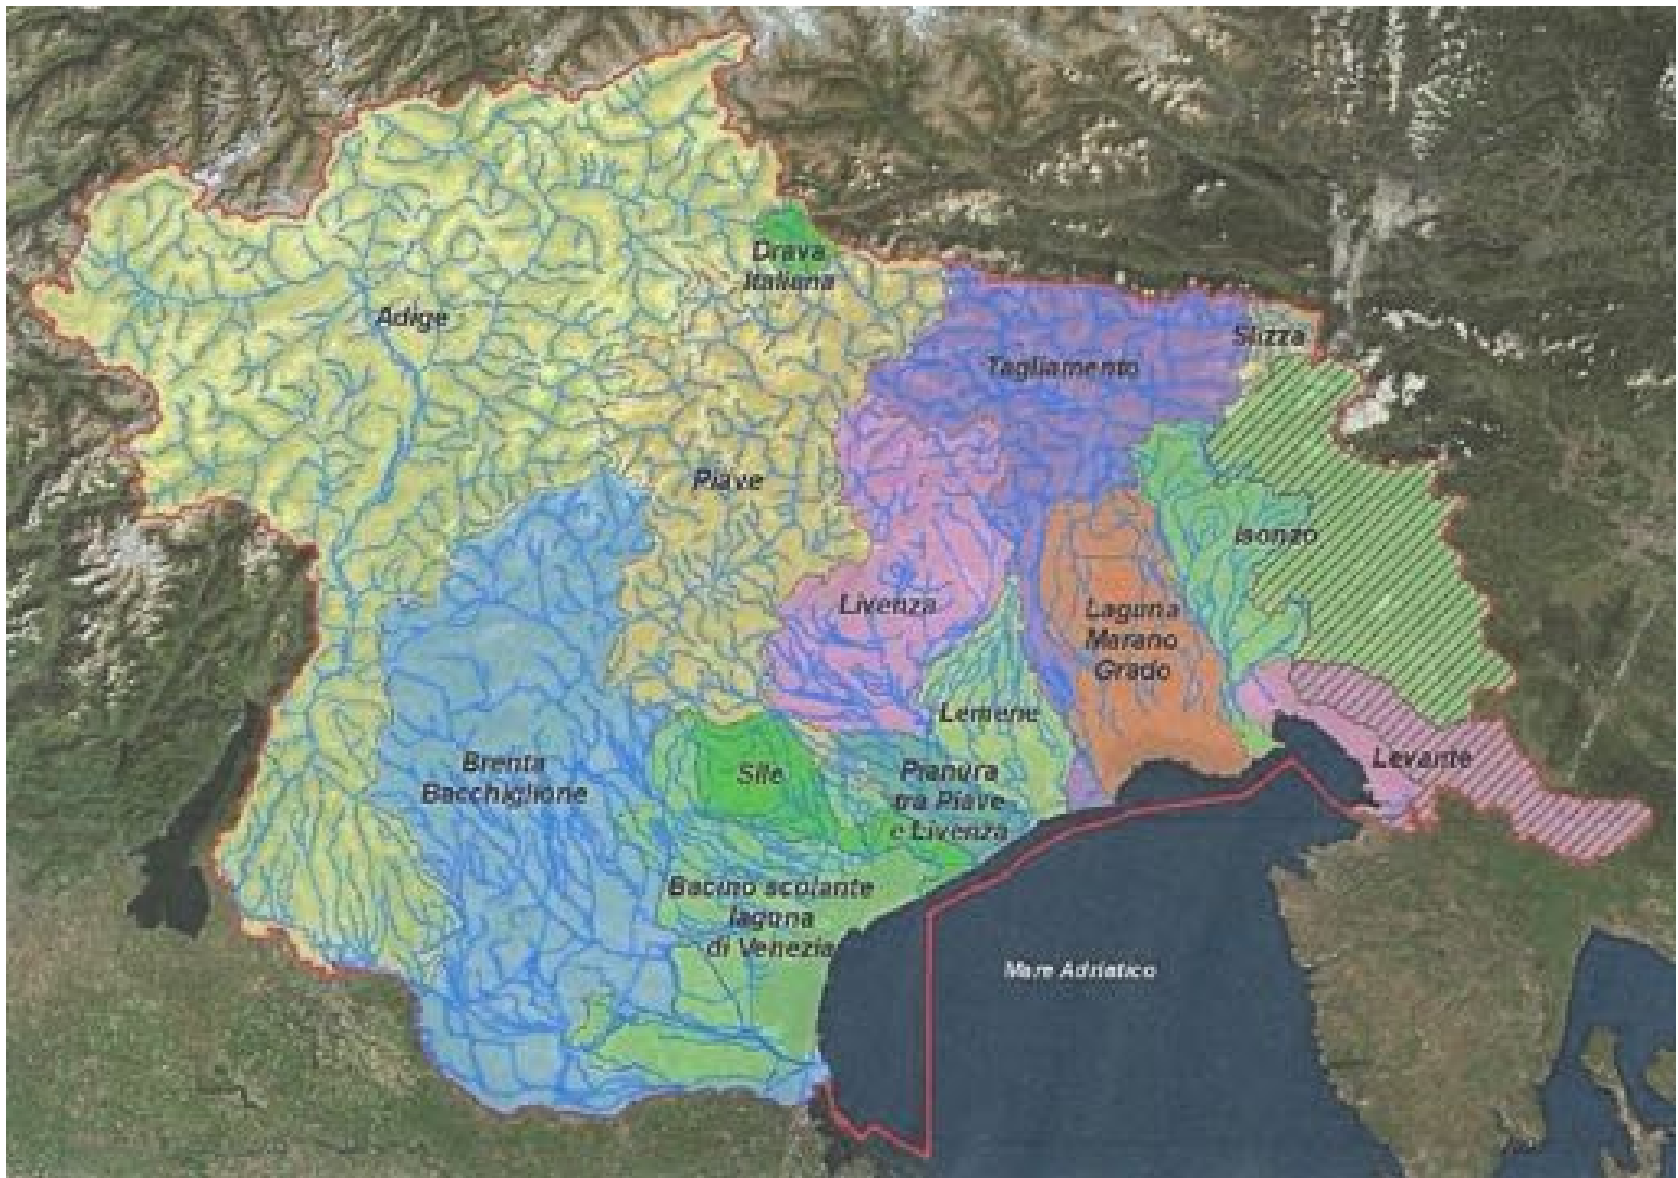 Drava
Italiana
Adige
Slizza
Tagliamento
Piave
Isonzo
Livenza
Laguna
Marano
Grado
Lemene
Levante
Brenta
Bacchiglione
Sile
Pianura
tra Piave
e Livenza
Bacino scolante
laguna
di Venezia
Mare Adriatico